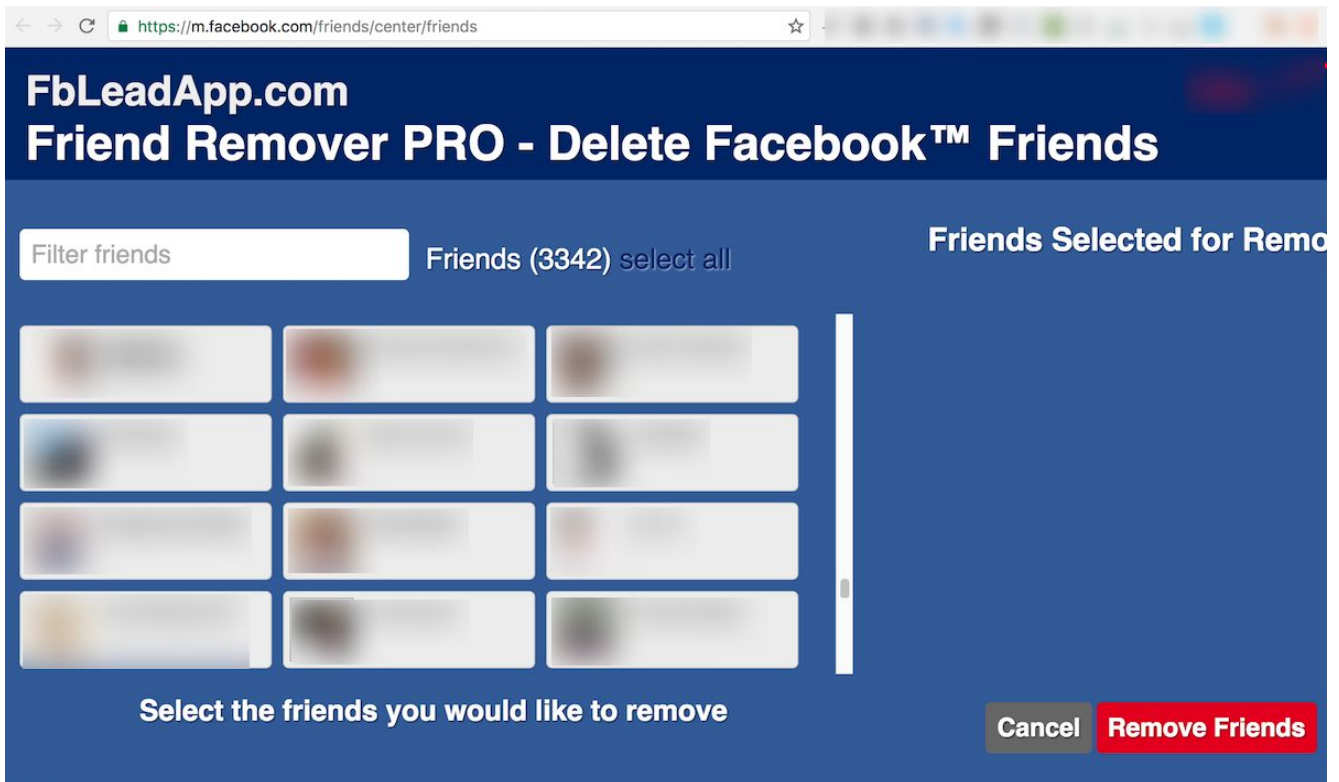 https://m.facebook.com/friends/center/friends
FbLeadApp.com
Friend Remover PRO - Delete Facebook™ Friends
Filter friends
Friends (3342) select all
Friends Selected for Remo
Select the friends you would like to remove
Cancel
Remove Friends